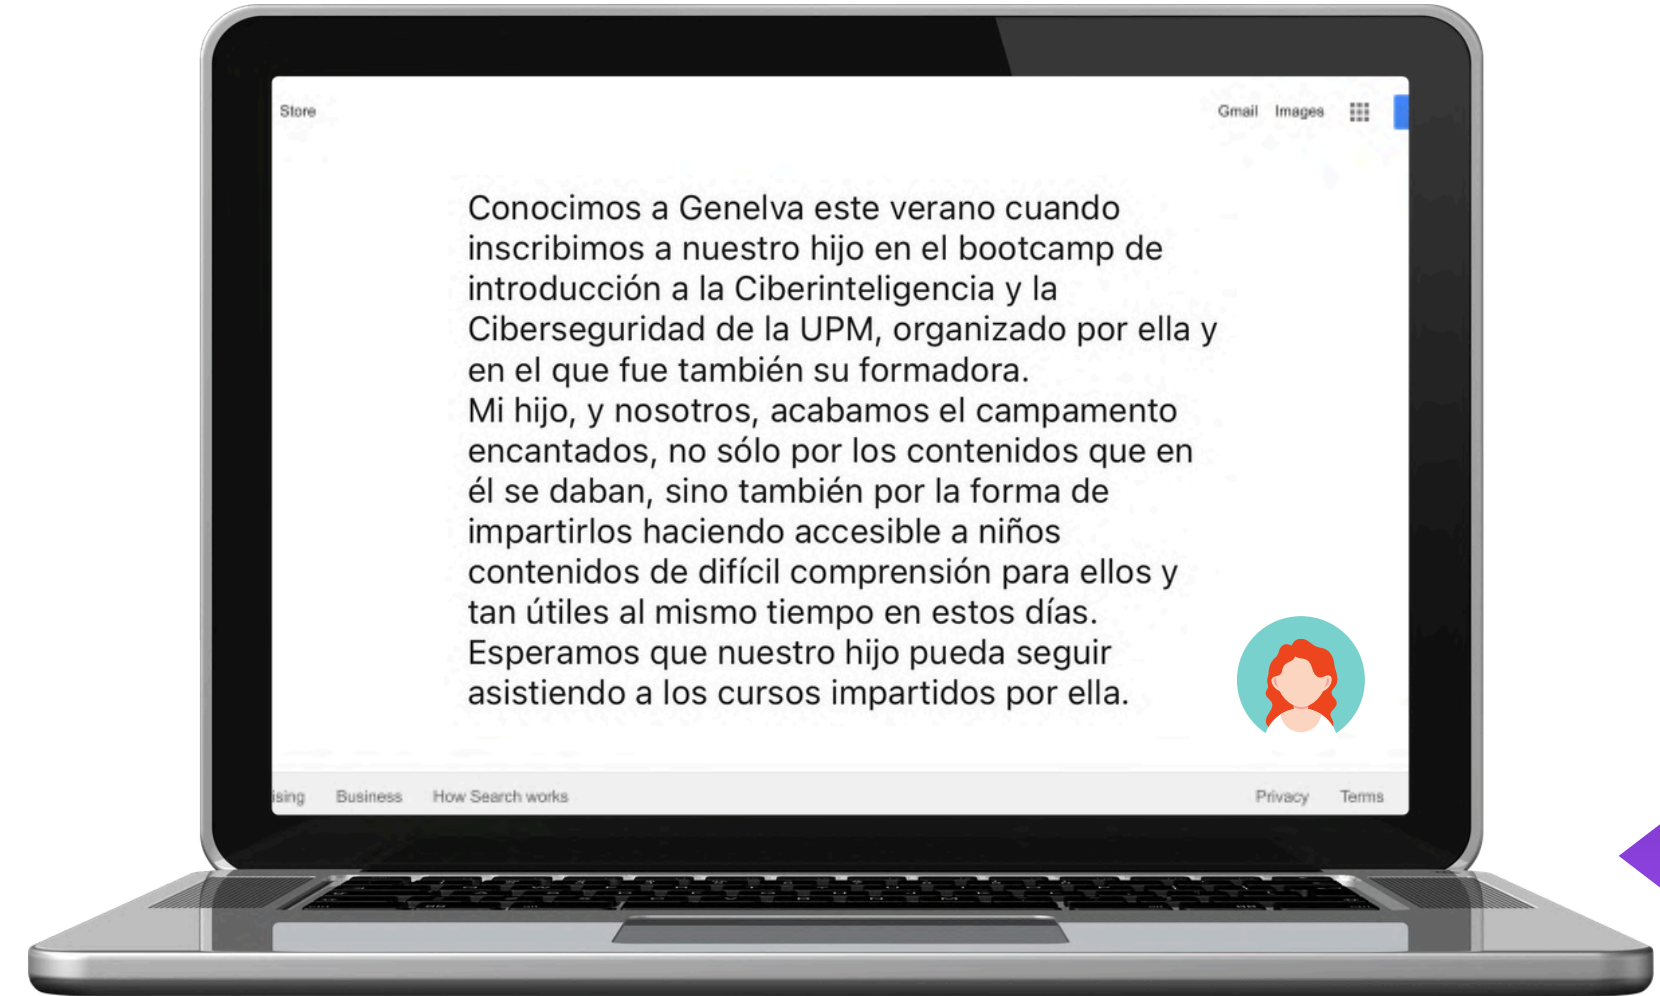 Store
Gmail Images
Conocimos a Genelva este verano cuando
inscribimos a nuestro hijo en el bootcamp de
introducción a la Ciberinteligencia y la
Ciberseguridad de la UPM, organizado por ella y
en el que fue también su formadora.
Mi hijo, y nosotros, acabamos el campamento
encantados, no sólo por los contenidos que en
él se daban, sino también por la forma de
impartirlos haciendo accesible a niños
contenidos de difícil comprensión para ellos y
tan útiles al mismo tiempo en estos días.
Esperamos que nuestro hijo pueda seguir
asistiendo a los cursos impartidos por ella.
ising Business How Search works
Privacy Terms